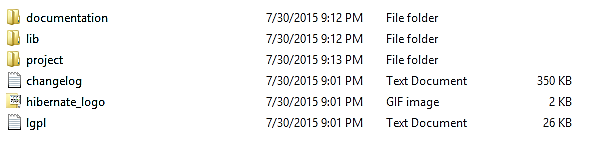 documentation 7/30/2015 9:12 PM File folder
lib 7/30/2015 9:12 PM File folder
project 7/30/2015 9:13 PM File folder
changelog 7/30/2015 9:01 PM Text Document 350 KB
hibernate_logo 7/30/2015 9:01 PM GIF image 2 KB
lgpl 7/30/2015 9:01 PM Text Document 26 KB